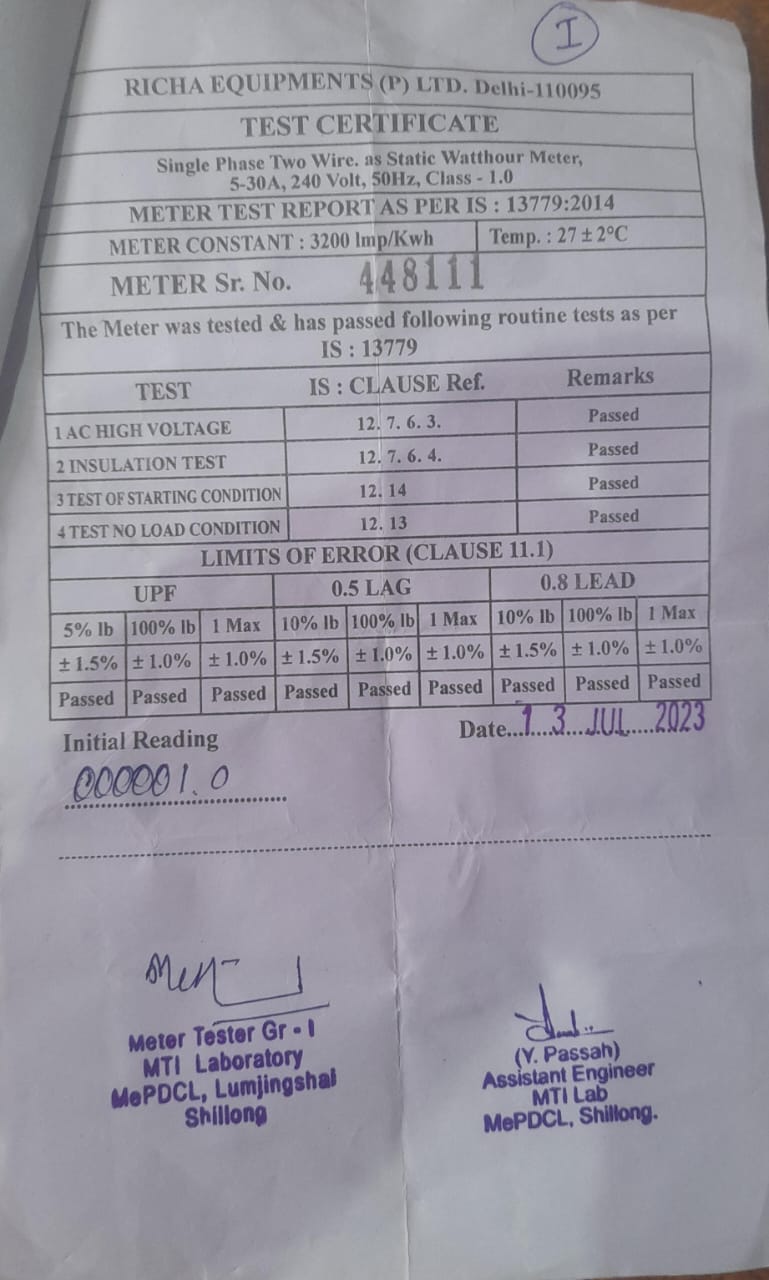 I
RICHA EQUIPMENTS (P) LTD. Delhi-110095
TEST CERTIFICATE
Single Phase Two Wire. as Static Watthour Meter,
5-30A, 240 Volt, 50Hz, Class - 1.0
METER TEST REPORT AS PER IS : 13779:2014
METER CONSTANT : 3200 Imp/Kwh Temp. : 27 ± 2°C
METER Sr. No. 448111
The Meter was tested & has passed following routine tests as per
IS : 13779
TEST IS : CLAUSE Ref. Remarks
1 AC HIGH VOLTAGE 12. 7. 6. 3. Passed
2 INSULATION TEST 12. 7. 6. 4. Passed
3 TEST OF STARTING CONDITION 12. 14 Passed
4 TEST NO LOAD CONDITION 12. 13 Passed
LIMITS OF ERROR (CLAUSE 11.1)
UPF 0.5 LAG 0.8 LEAD
5% lb 100% lb 1 Max 10% lb 100% lb 1 Max 10% lb 100% lb 1 Max
± 1.5% ± 1.0% ± 1.0% ± 1.5% ± 1.0% ± 1.0% ± 1.5% ± 1.0% ± 1.0%
Passed Passed Passed Passed Passed Passed Passed Passed Passed
Initial Reading Date...1....3...JUL.....2023
000001.0
Meter Tester Gr - I
MTI Laboratory
MePDCL, Lumjingshai
Shillong
(Y. Passah)
Assistant Engineer
MTI Lab
MePDCL, Shillong.